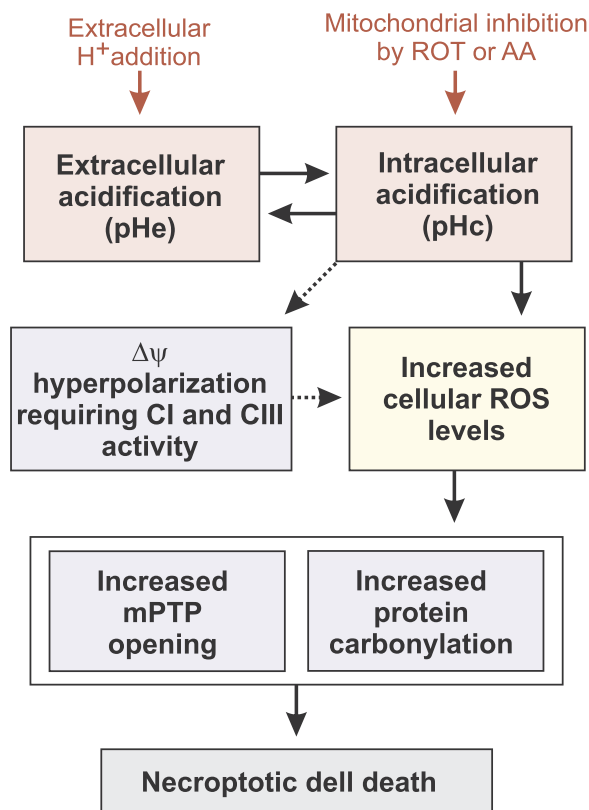 Extracellular
H+addition
Mitochondrial inhibition
by ROT or AA
Extracellular
acidification
(pHe)
Intracellular
acidification
(pHc)
Δψ
hyperpolarization
requiring CI and CIII
activity
Increased
cellular ROS
levels
Increased
mPTP
opening
Increased
protein
carbonylation
Necroptotic dell death